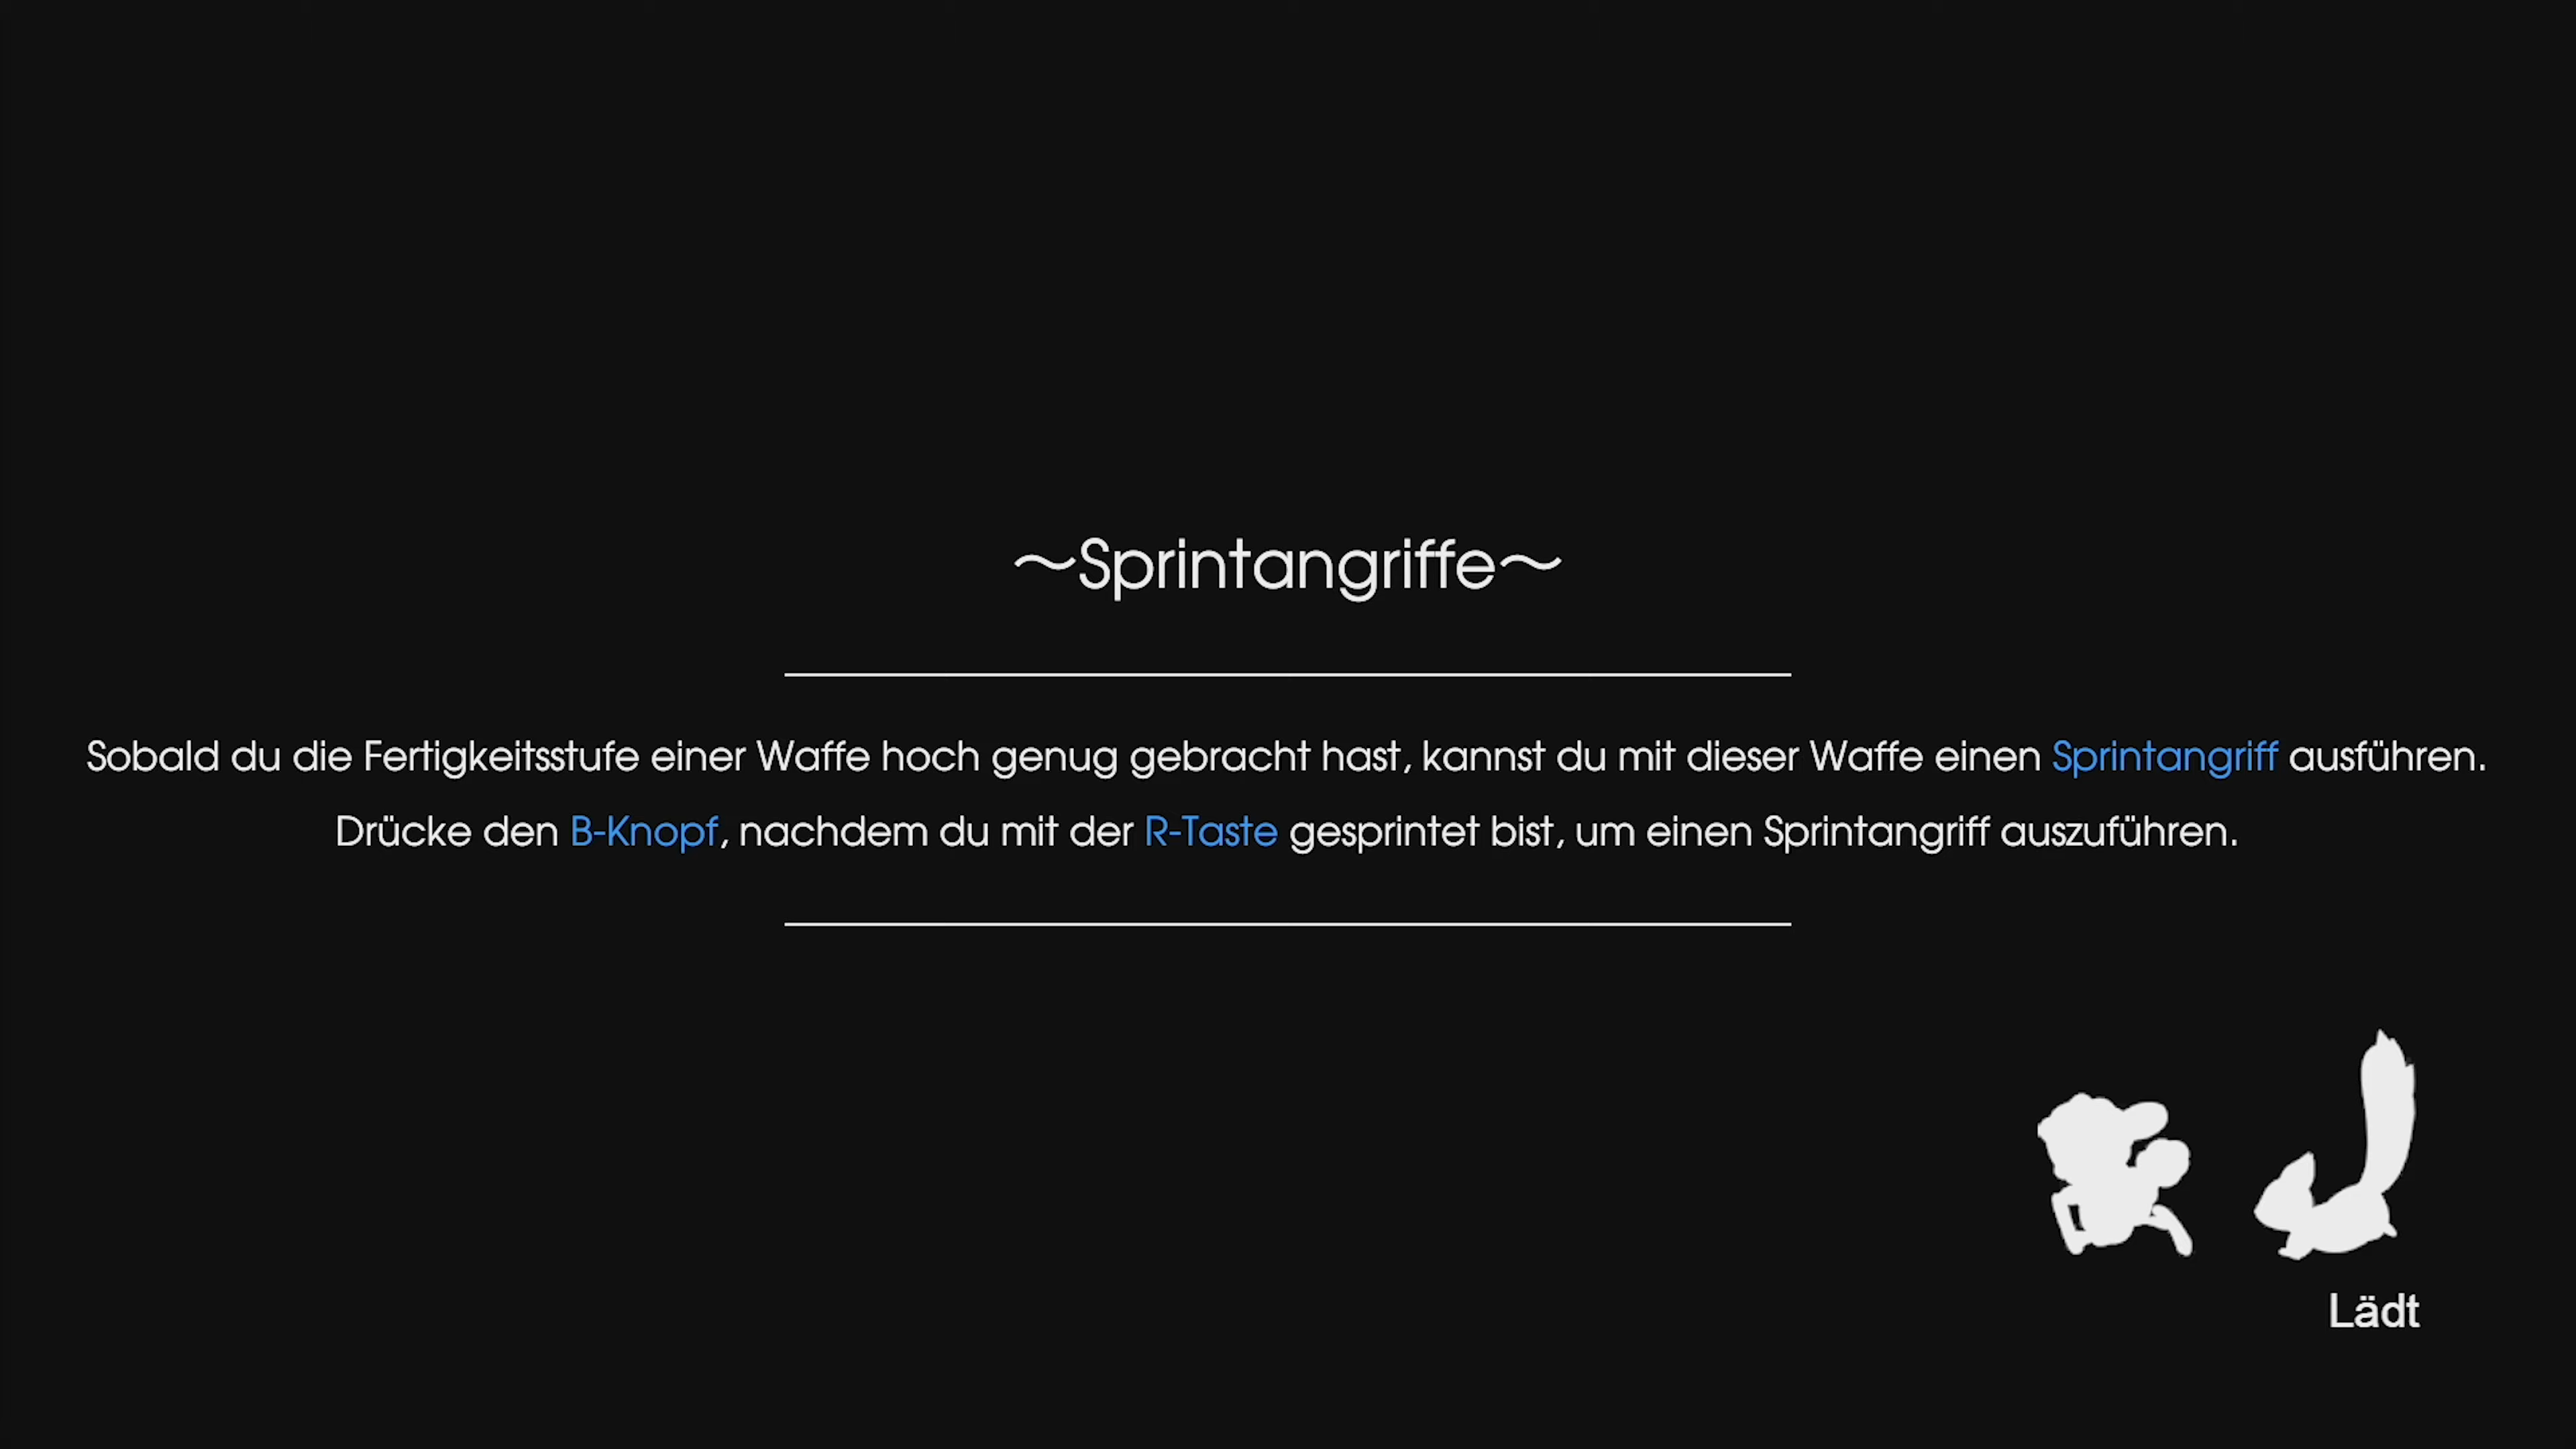 ～Sprintangriffe～
Sobald du die Fertigkeitsstufe einer Waffe hoch genug gebracht hast, kannst du mit dieser Waffe einen Sprintangriff ausführen.
Drücke den B-Knopf, nachdem du mit der R-Taste gesprintet bist, um einen Sprintangriff auszuführen.
Lädt